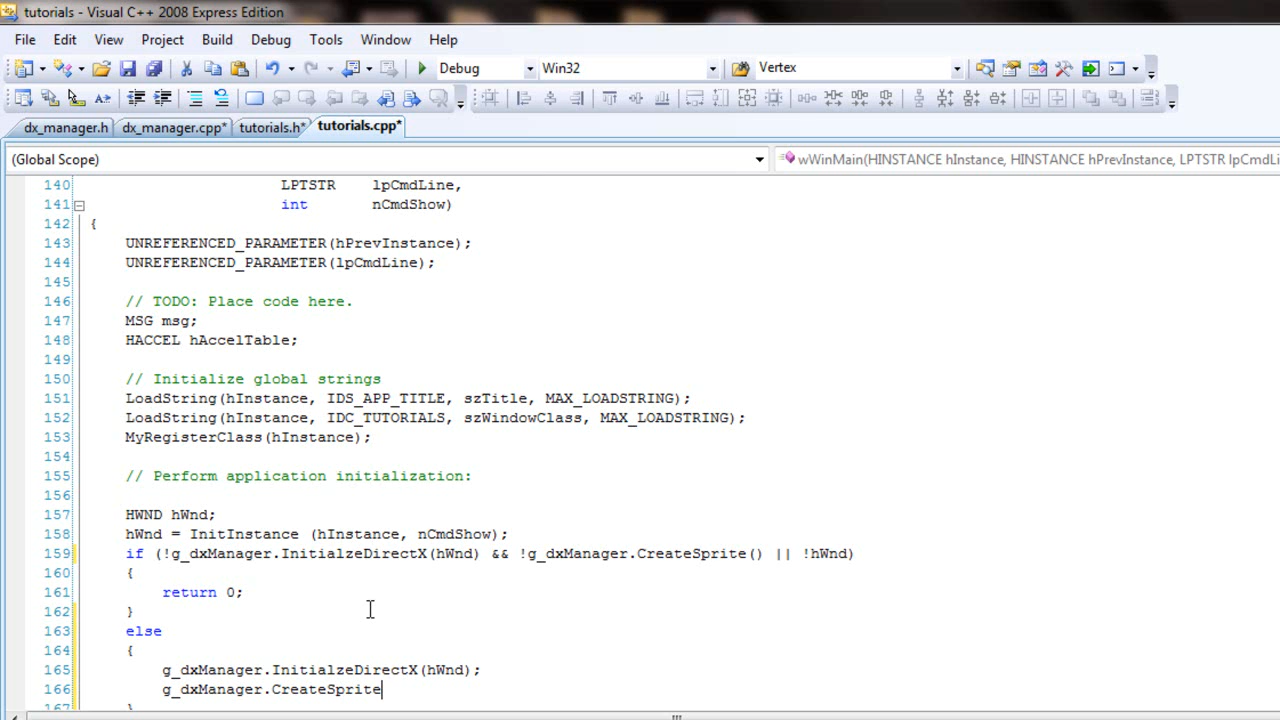 tutorials - Visual C++ 2008 Express Edition
File Edit View Project Build Debug Tools Window Help
Debug Win32 Vertex
dx_manager.h dx_manager.cpp* tutorials.h* tutorials.cpp*
(Global Scope) wWinMain(HINSTANCE hInstance, HINSTANCE hPrevInstance, LPTSTR lpCmdLi
140 LPTSTR lpCmdLine,
141 int nCmdShow)
142 {
143 UNREFERENCED_PARAMETER(hPrevInstance);
144 UNREFERENCED_PARAMETER(lpCmdLine);
145
146 // TODO: Place code here.
147 MSG msg;
148 HACCEL hAccelTable;
149
150 // Initialize global strings
151 LoadString(hInstance, IDS_APP_TITLE, szTitle, MAX_LOADSTRING);
152 LoadString(hInstance, IDC_TUTORIALS, szWindowClass, MAX_LOADSTRING);
153 MyRegisterClass(hInstance);
154
155 // Perform application initialization:
156
157 HWND hWnd;
158 hWnd = InitInstance (hInstance, nCmdShow);
159 if (!g_dxManager.InitialzeDirectX(hWnd) && !g_dxManager.CreateSprite() || !hWnd)
160 {
161 return 0;
162 }
163 else
164 {
165 g_dxManager.InitialzeDirectX(hWnd);
166 g_dxManager.CreateSprite
167 }